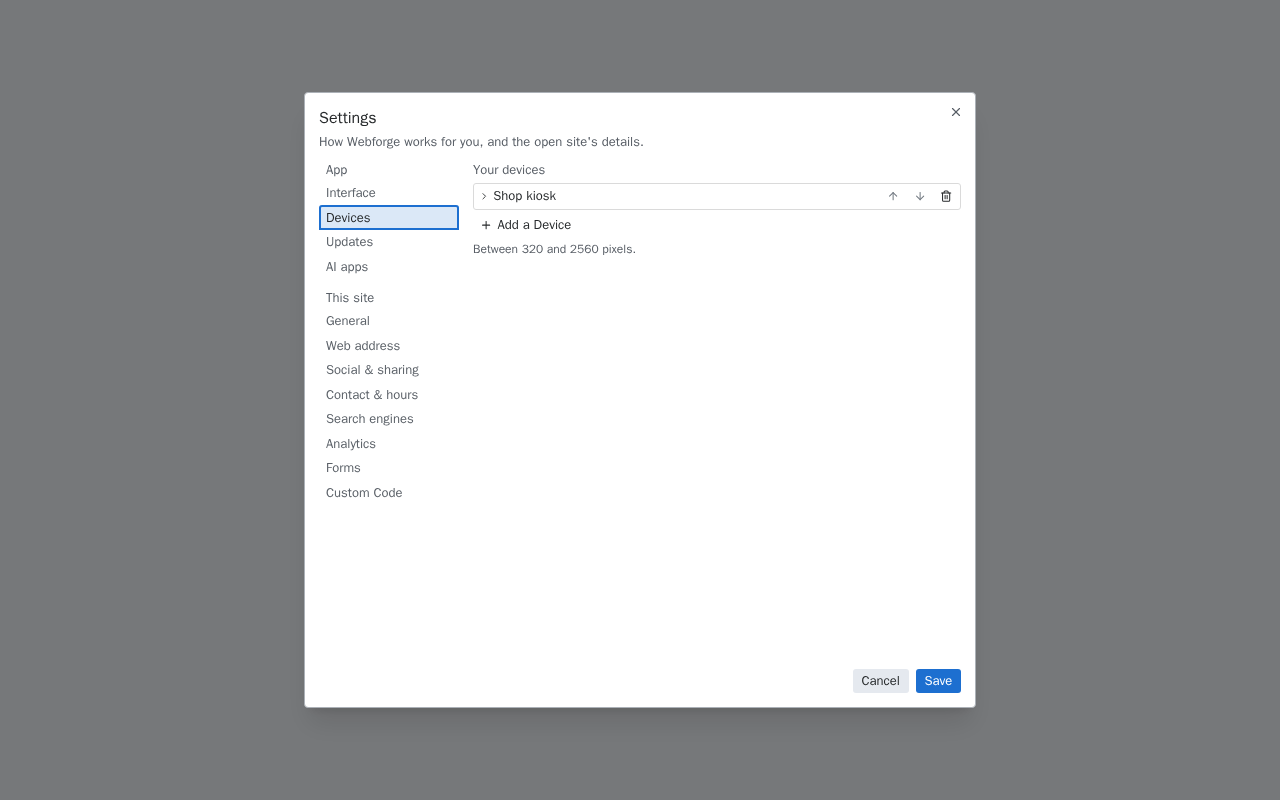 Settings
How Webforge works for you, and the open site's details.
App
Interface
Devices
Updates
AI apps
This site
General
Web address
Social & sharing
Contact & hours
Search engines
Analytics
Forms
Custom Code
Your devices
Shop kiosk
Add a Device
Between 320 and 2560 pixels.
Cancel
Save